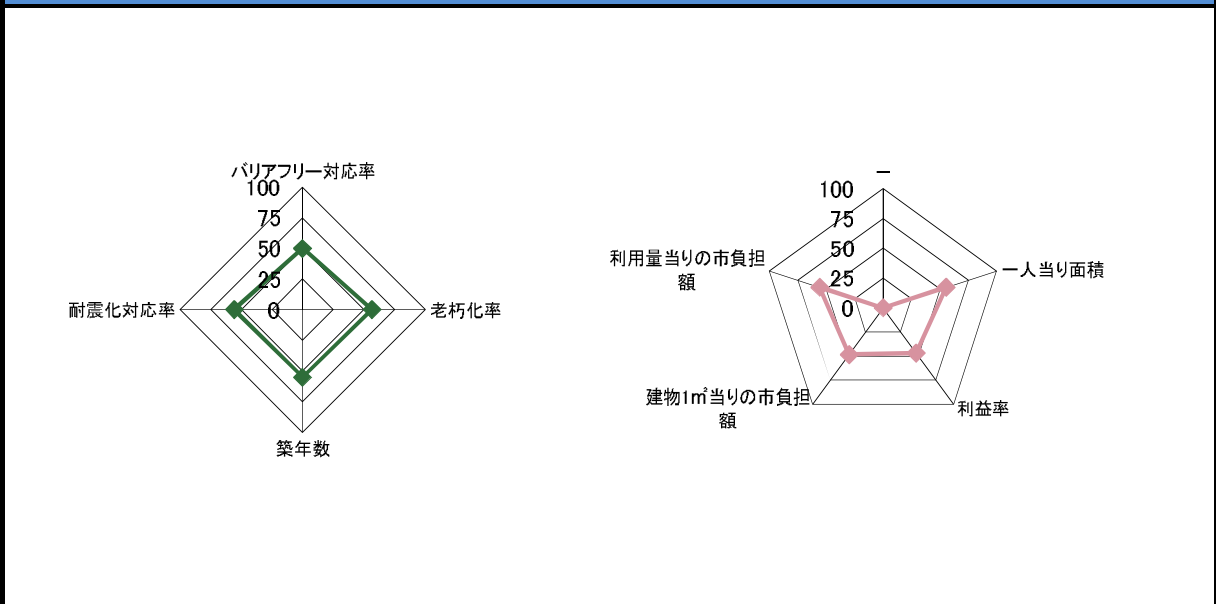 バリアフリー対応率
100
75
50
25
0
耐震化対応率
老朽化率
築年数
－
100
75
50
25
0
利用量当りの市負担
額
一人当り面積
建物1㎡当りの市負担
額
利益率